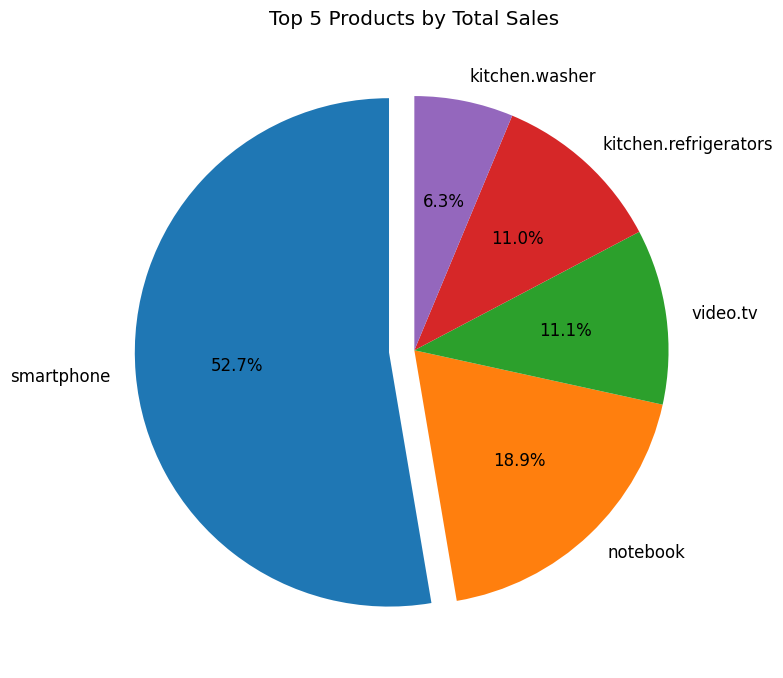 Top 5 Products by Total Sales
kitchen.washer
kitchen.refrigerators
6.3%
11.0%
video.tv
11.1%
52.7%
smartphone
18.9%
notebook